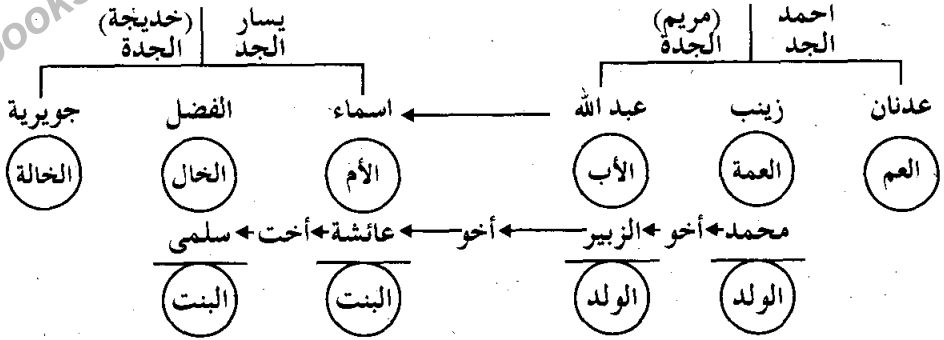 احمد (مريم) يسار (خديجة)
الجد الجدة الجد الجدة
عدنان زينب عبد الله اسماء الفضل جويرية
العم العمة الأب الأم الخال الخالة
محمد أخو الزبير أخو عائشة أخت سلمى
الولد الولد البنت البنت